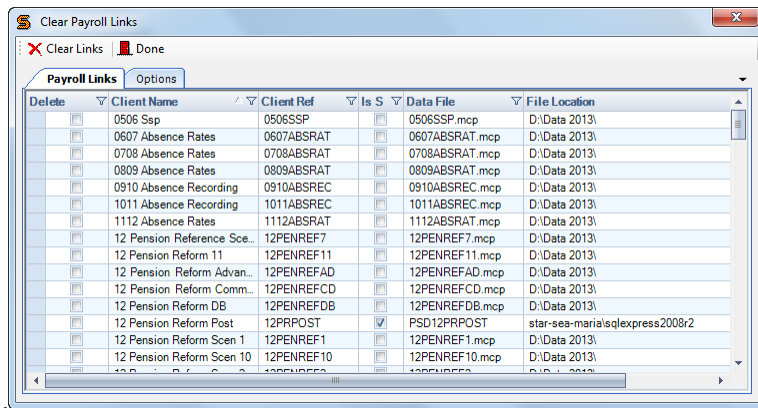 Clear Payroll Links
Clear Links Done
Payroll Links Options
Delete Client Name Client Ref Is S Data File File Location
0506 Ssp 0506SSP 0506SSP.mcp D:\Data 2013\
0607 Absence Rates 0607ABSRAT 0607ABSRAT.mcp D:\Data 2013\
0708 Absence Rates 0708ABSRAT 0708ABSRAT.mcp D:\Data 2013\
0809 Absence Rates 0809ABSRAT 0809ABSRAT.mcp D:\Data 2013\
0910 Absence Recording 0910ABSREC 0910ABSREC.mcp D:\Data 2013\
1011 Absence Recording 1011ABSREC 1011ABSREC.mcp D:\Data 2013\
1112 Absence Rates 1112ABSRAT 1112ABSRAT.mcp D:\Data 2013\
12 Pension Reference Sce... 12PENREF7 12PENREF7.mcp D:\Data 2013\
12 Pension Reform 11 12PENREF11 12PENREF11.mcp D:\Data 2013\
12 Pension Reform Advan... 12PENREFAD 12PENREFAD.mcp D:\Data 2013\
12 Pension Reform Comm... 12PENREFCD 12PENREFCD.mcp D:\Data 2013\
12 Pension Reform DB 12PENREFDB 12PENREFDB.mcp D:\Data 2013\
12 Pension Reform Post 12PRPOST PSD12PRPOST star-sea-maria\sqlexpress2008r2
12 Pension Reform Scen 1 12PENREF1 12PENREF1.mcp D:\Data 2013\
12 Pension Reform Scen 10 12PENREF10 12PENREF10.mcp D:\Data 2013\